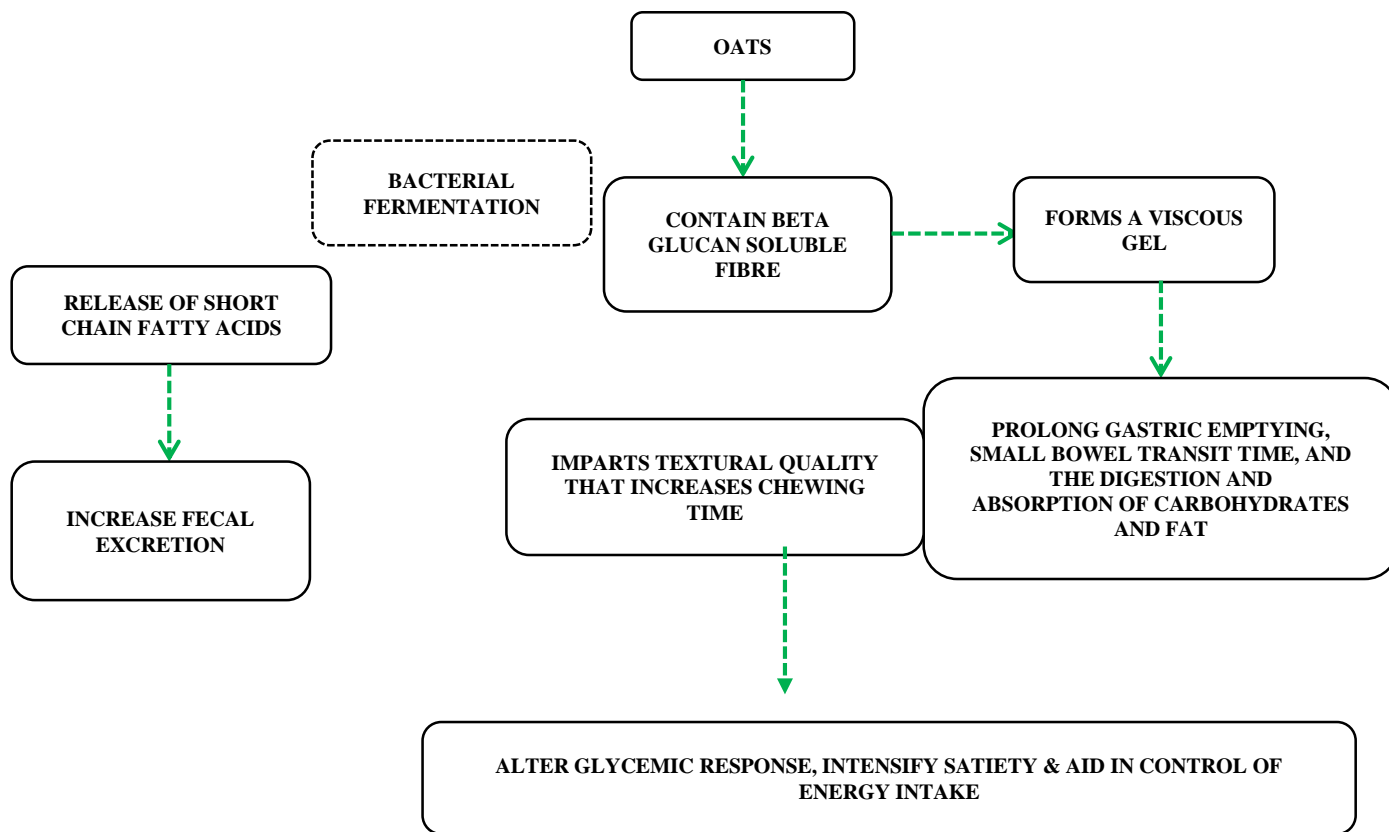 OATS
BACTERIAL
FERMENTATION
CONTAIN BETA
GLUCAN SOLUBLE
FIBRE
FORMS A VISCOUS
GEL
RELEASE OF SHORT
CHAIN FATTY ACIDS
INCREASE FECAL
EXCRETION
IMPARTS TEXTURAL QUALITY
THAT INCREASES CHEWING
TIME
PROLONG GASTRIC EMPTYING,
SMALL BOWEL TRANSIT TIME, AND
THE DIGESTION AND
ABSORPTION OF CARBOHYDRATES
AND FAT
ALTER GLYCEMIC RESPONSE, INTENSIFY SATIETY & AID IN CONTROL OF
ENERGY INTAKE